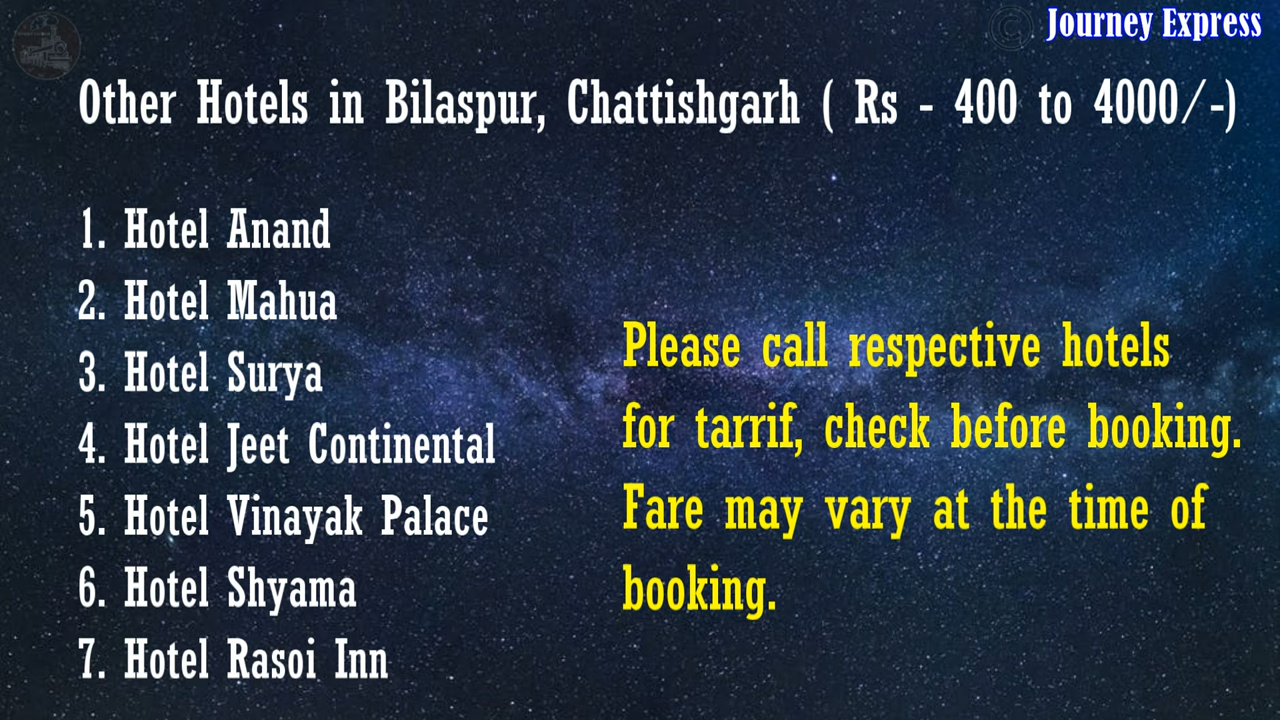 © Journey Express
Other Hotels in Bilaspur, Chattishgarh ( Rs - 400 to 4000/-)
1. Hotel Anand
2. Hotel Mahua
3. Hotel Surya
4. Hotel Jeet Continental
5. Hotel Vinayak Palace
6. Hotel Shyama
7. Hotel Rasoi Inn
Please call respective hotels
for tarrif, check before booking.
Fare may vary at the time of
booking.